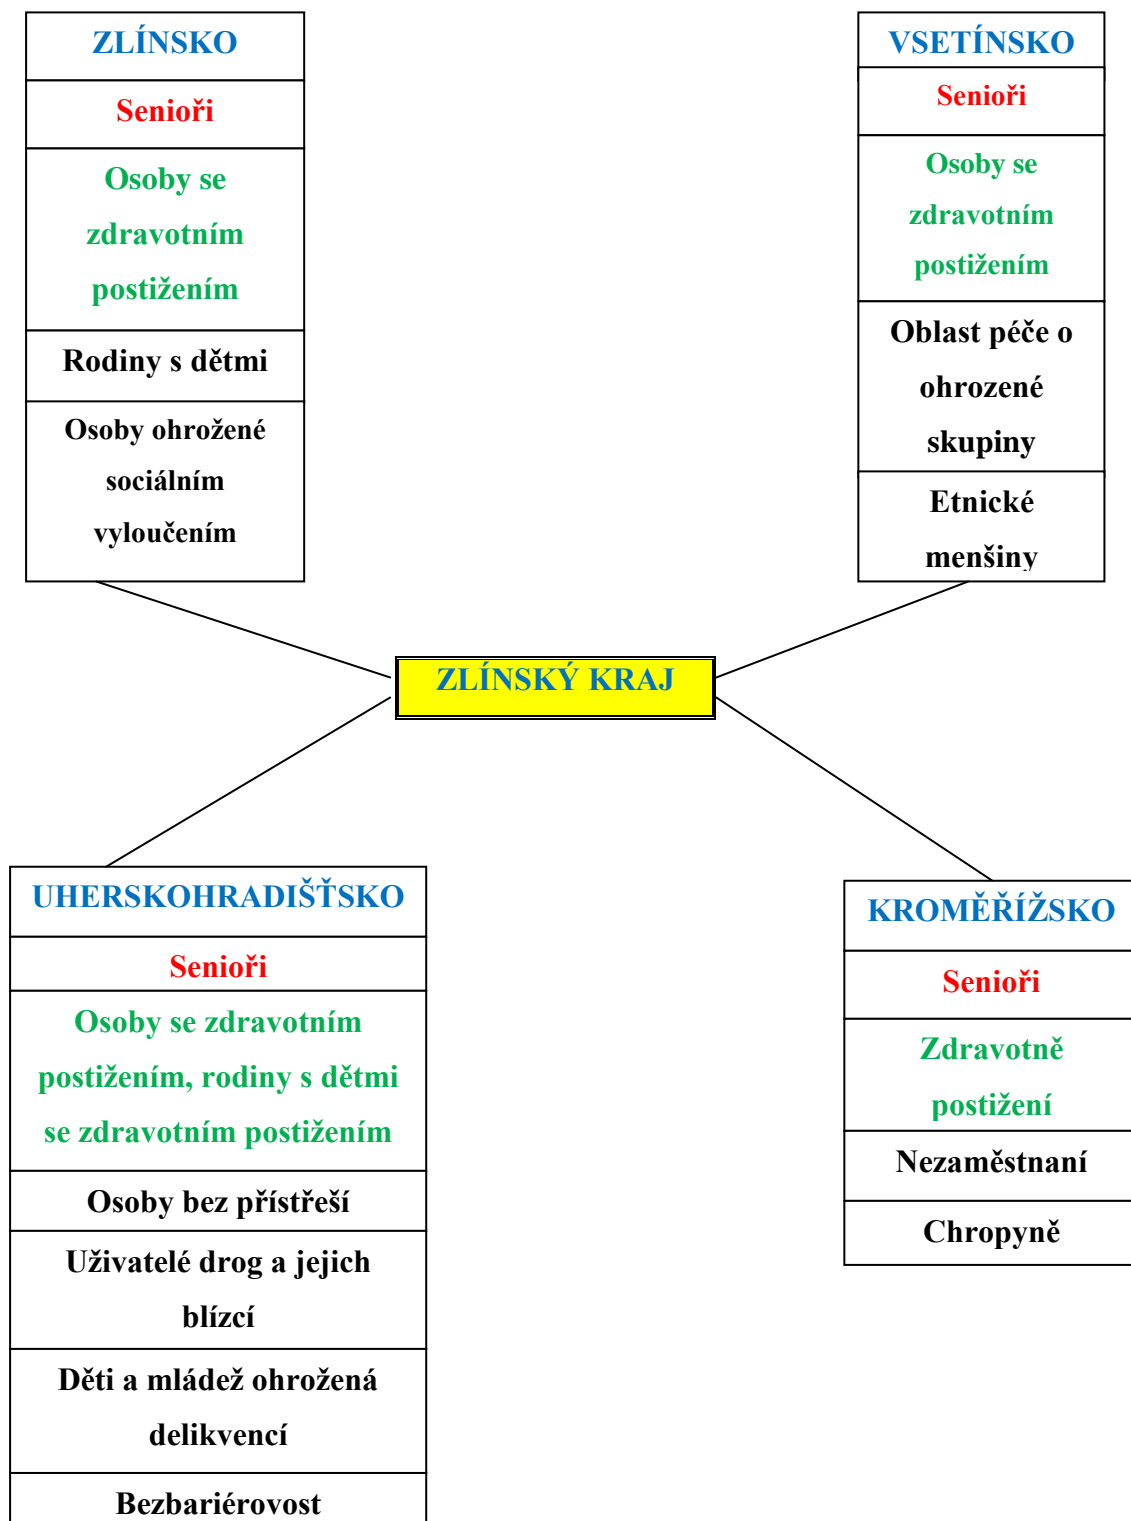 ZLÍNSKO
Senioři
Osoby se
zdravotním
postižením
Rodiny s dětmi
Osoby ohrožené
sociálním
vyloučením
VSETÍNSKO
Senioři
Osoby se
zdravotním
postižením
Oblast péče o
ohrozené
skupiny
Etnické
menšiny
ZLÍNSKÝ KRAJ
UHERSKOHRADIŠŤSKO
Senioři
Osoby se zdravotním
postižením, rodiny s dětmi
se zdravotním postižením
Osoby bez přístřeší
Uživatelé drog a jejich
blízcí
Děti a mládež ohrožená
delikvencí
Bezbariérovost
KROMĚŘÍŽSKO
Senioři
Zdravotně
postižení
Nezaměstnaní
Chropyně